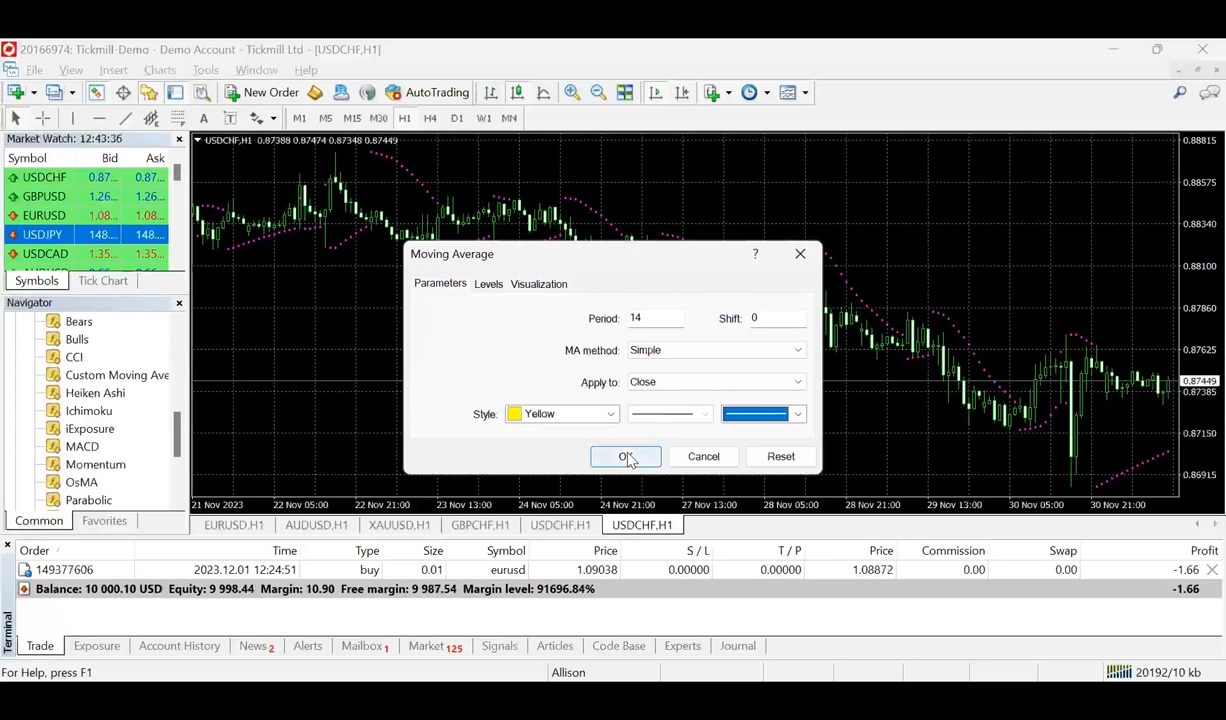 20166974: Tickmill-Demo - Demo Account - Tickmill Ltd - [USDCHF,H1]
File View Insert Charts Tools Window Help
New Order AutoTrading
A T M1 M5 M15 M30 H1 H4 D1 W1 MN
Market Watch: 12:43:36
Symbol Bid Ask
USDCHF 0.87... 0.87...
GBPUSD 1.26... 1.26...
EURUSD 1.08... 1.08...
USDJPY 148.... 148....
USDCAD 1.35... 1.35...
Symbols Tick Chart
Navigator
Bears
Bulls
CCI
Custom Moving Ave
Heiken Ashi
Ichimoku
iExposure
MACD
Momentum
OsMA
Parabolic
Common Favorites
USDCHF,H1 0.87388 0.87474 0.87348 0.87449
0.88815
0.88575
0.88340
0.88100
0.87860
0.87625
0.87449
0.87385
0.87150
0.86915
Moving Average ?
Parameters Levels Visualization
Period: 14 Shift: 0
MA method: Simple
Apply to: Close
Style: Yellow
OK Cancel Reset
21 Nov 2023 22 Nov 05:00 22 Nov 21:00 23 Nov 13:00 24 Nov 05:00 24 Nov 21:00 27 Nov 13:00 28 Nov 05:00 28 Nov 21:00 29 Nov 13:00 30 Nov 05:00 30 Nov 21:00
EURUSD,H1 AUDUSD,H1 XAUUSD,H1 GBPCHF,H1 USDCHF,H1 USDCHF,H1
Order Time Type Size Symbol Price S / L T / P Price Commission Swap Profit
149377606 2023.12.01 12:24:51 buy 0.01 eurusd 1.09038 0.00000 0.00000 1.08872 0.00 0.00 -1.66
Balance: 10 000.10 USD Equity: 9 998.44 Margin: 10.90 Free margin: 9 987.54 Margin level: 91696.84% -1.66
Terminal
Trade Exposure Account History News 2 Alerts Mailbox 1 Market 125 Signals Articles Code Base Experts Journal
For Help, press F1 Allison 20192/10 kb